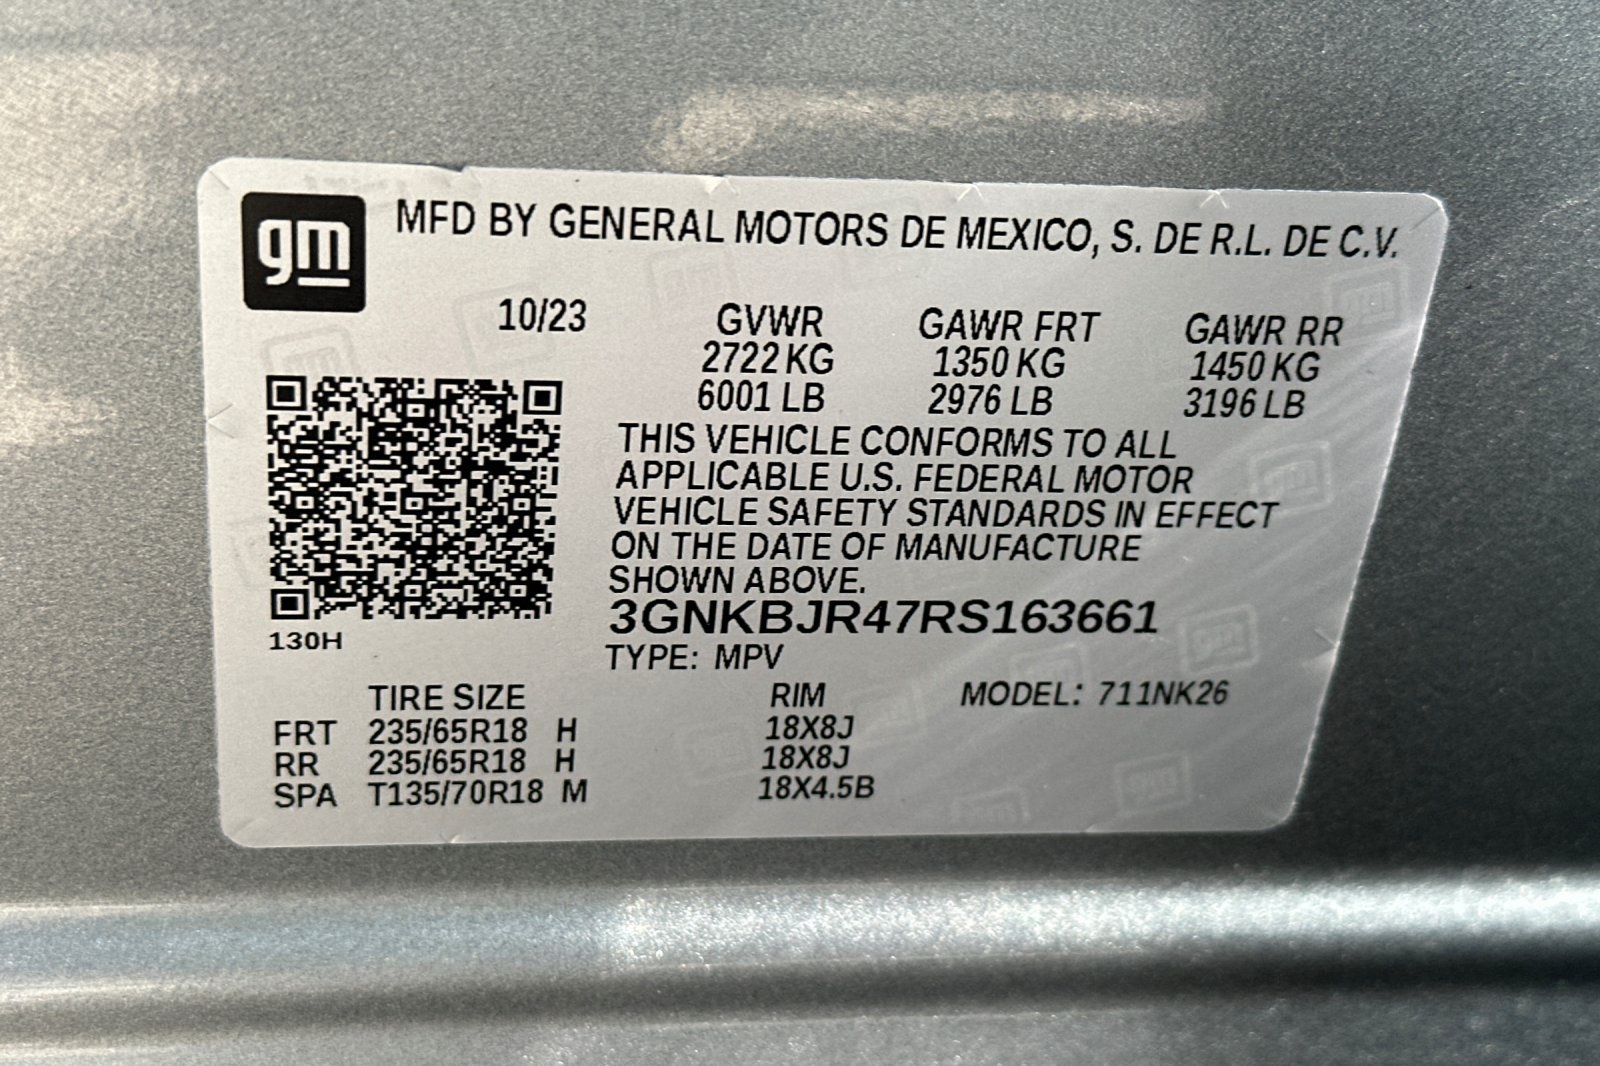 gm
MFD BY GENERAL MOTORS DE MEXICO, S. DE R.L. DE C.V.
10/23 GVWR GAWR FRT GAWR RR
2722 KG 1350 KG 1450 KG
6001 LB 2976 LB 3196 LB
THIS VEHICLE CONFORMS TO ALL
APPLICABLE U.S. FEDERAL MOTOR
VEHICLE SAFETY STANDARDS IN EFFECT
ON THE DATE OF MANUFACTURE
SHOWN ABOVE.
3GNKBJR47RS163661
130H
TYPE: MPV
TIRE SIZE RIM MODEL: 711NK26
FRT 235/65R18 H 18X8J
RR 235/65R18 H 18X8J
SPA T135/70R18 M 18X4.5B